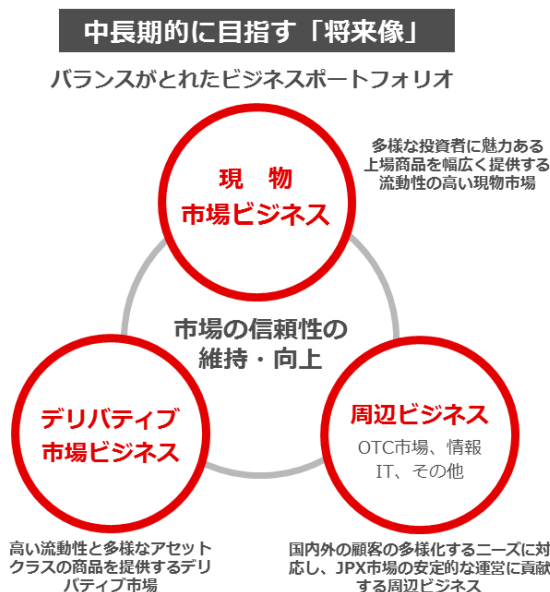 中長期的に目指す「将来像」
バランスがとれたビジネスポートフォリオ
現　物
市場ビジネス
多様な投資者に魅力ある
上場商品を幅広く提供する
流動性の高い現物市場
市場の信頼性の
維持・向上
デリバティブ
市場ビジネス
周辺ビジネス
OTC市場、情報
IT、その他
高い流動性と多様なアセット
クラスの商品を提供するデリ
バティブ市場
国内外の顧客の多様化するニーズに対
応し、JPX市場の安定的な運営に貢献
する周辺ビジネス